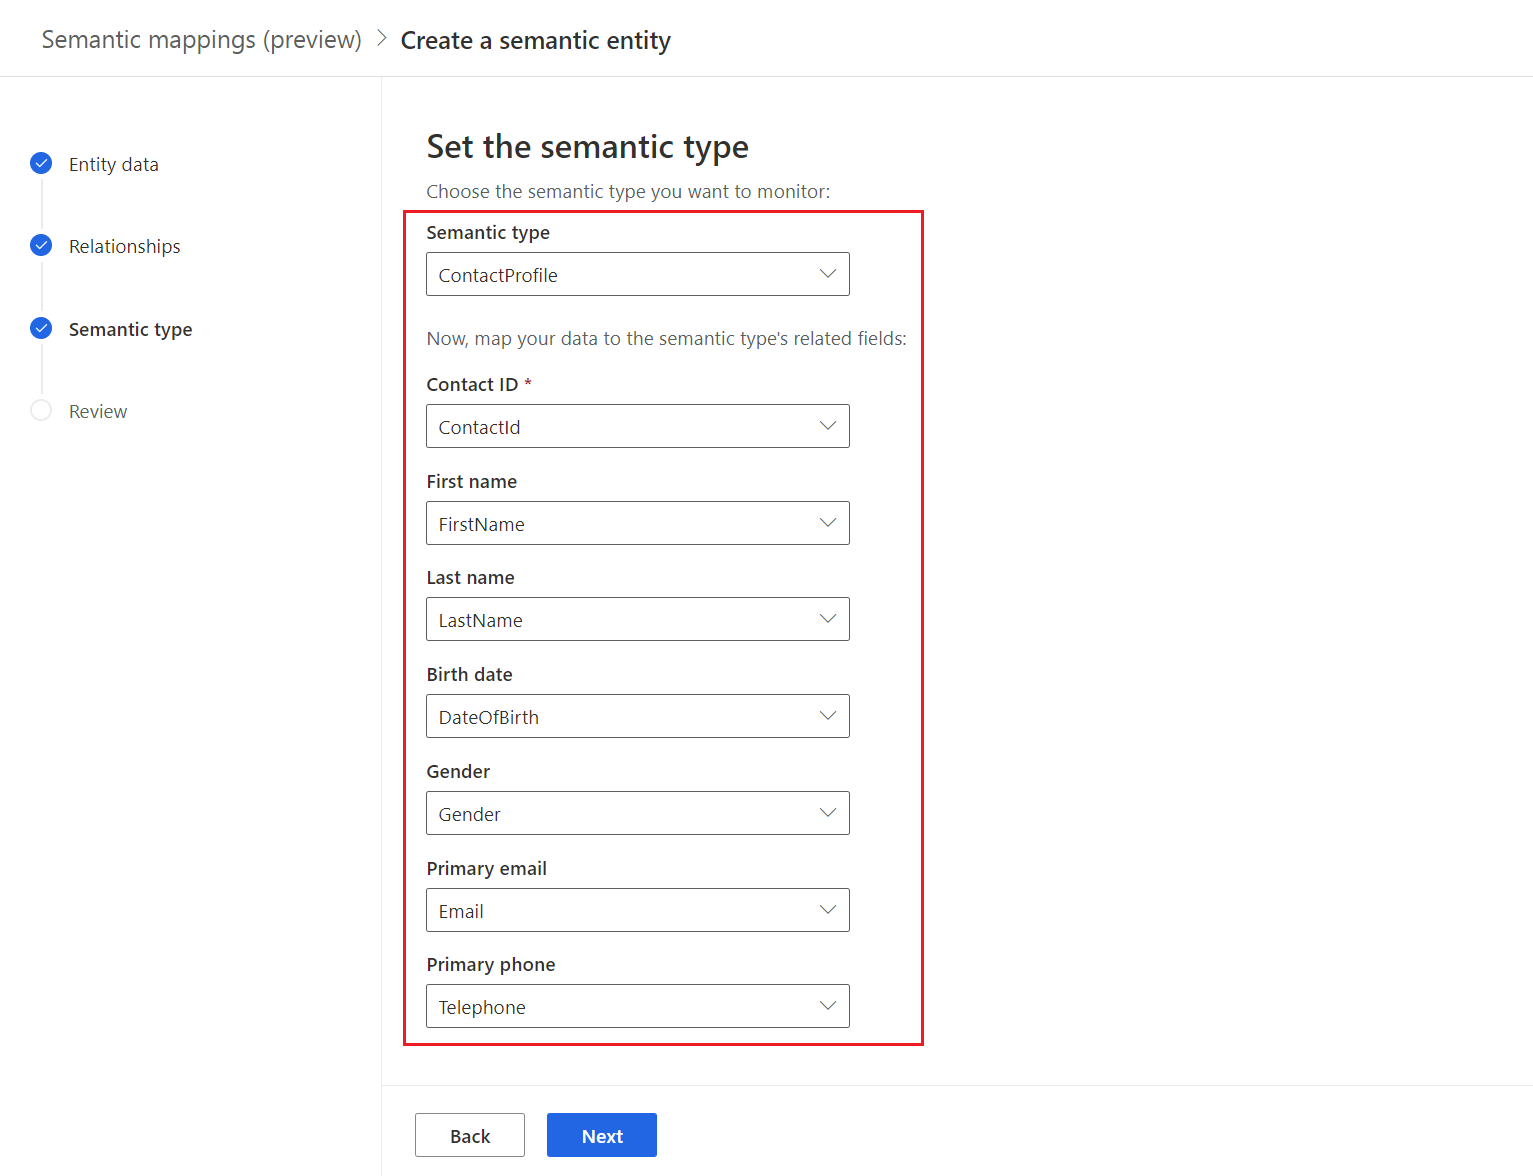 Semantic mappings (preview) > Create a semantic entity
Entity data
Relationships
Semantic type
Review
Set the semantic type
Choose the semantic type you want to monitor:
Semantic type
ContactProfile
Now, map your data to the semantic type's related fields:
Contact ID *
ContactId
First name
FirstName
Last name
LastName
Birth date
DateOfBirth
Gender
Gender
Primary email
Email
Primary phone
Telephone
Back Next